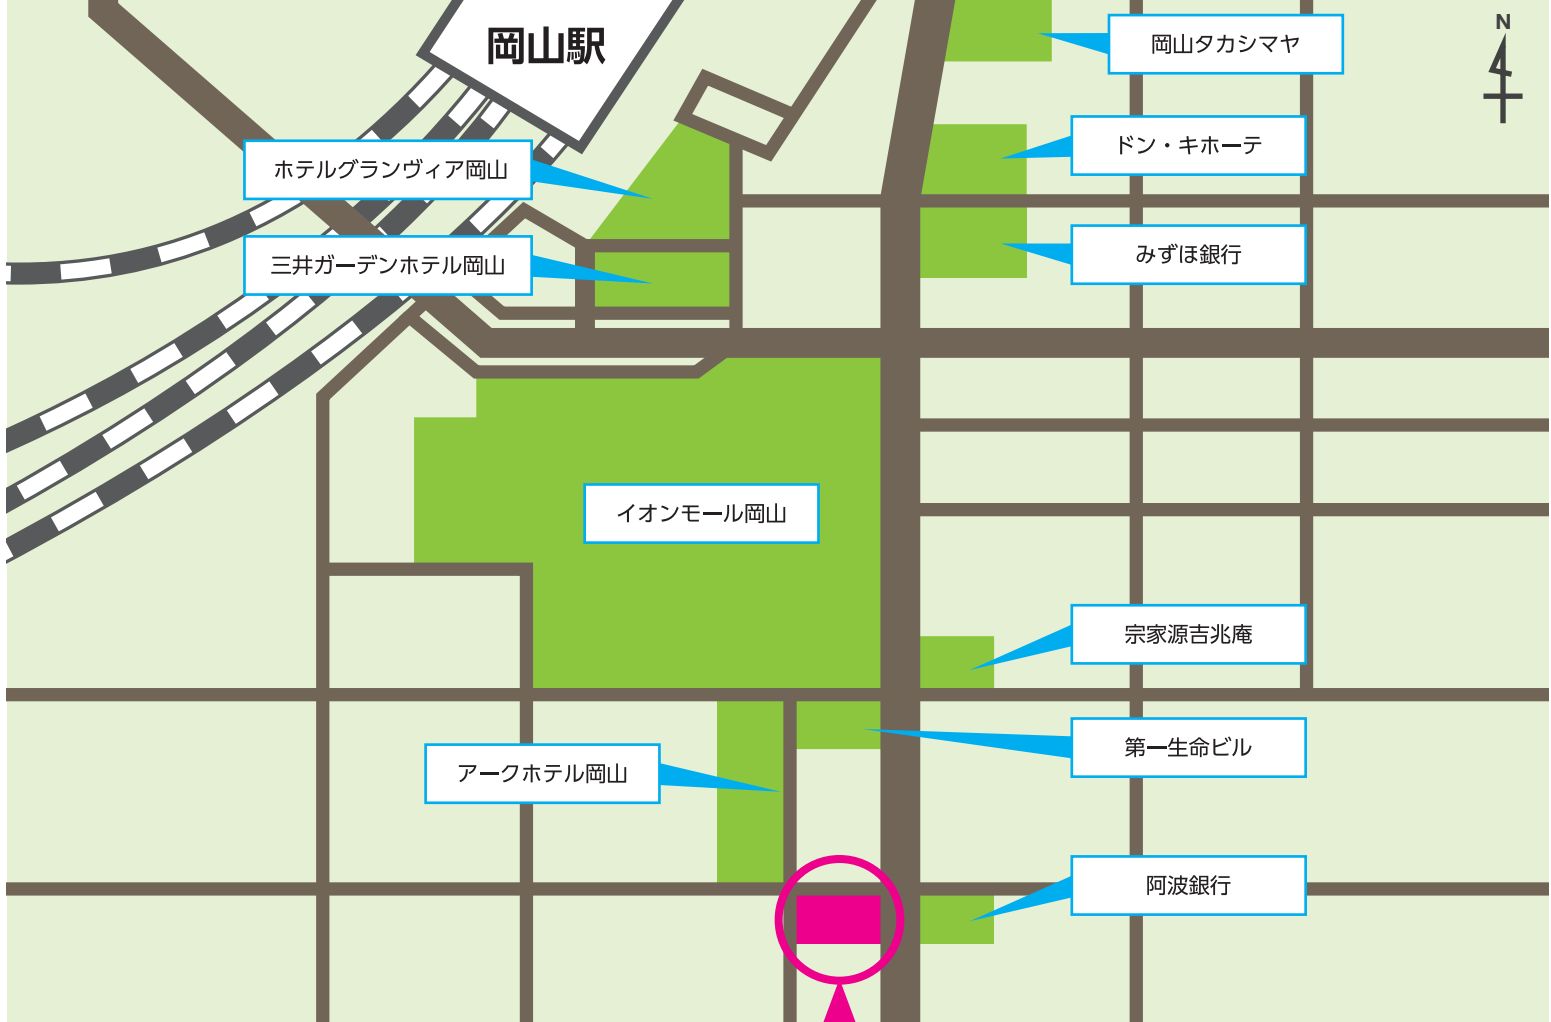 岡山駅
岡山タカシマヤ
N
ドン・キホーテ
ホテルグランヴィア岡山
みずほ銀行
三井ガーデンホテル岡山
イオンモール岡山
宗家源吉兆庵
第一生命ビル
アークホテル岡山
阿波銀行